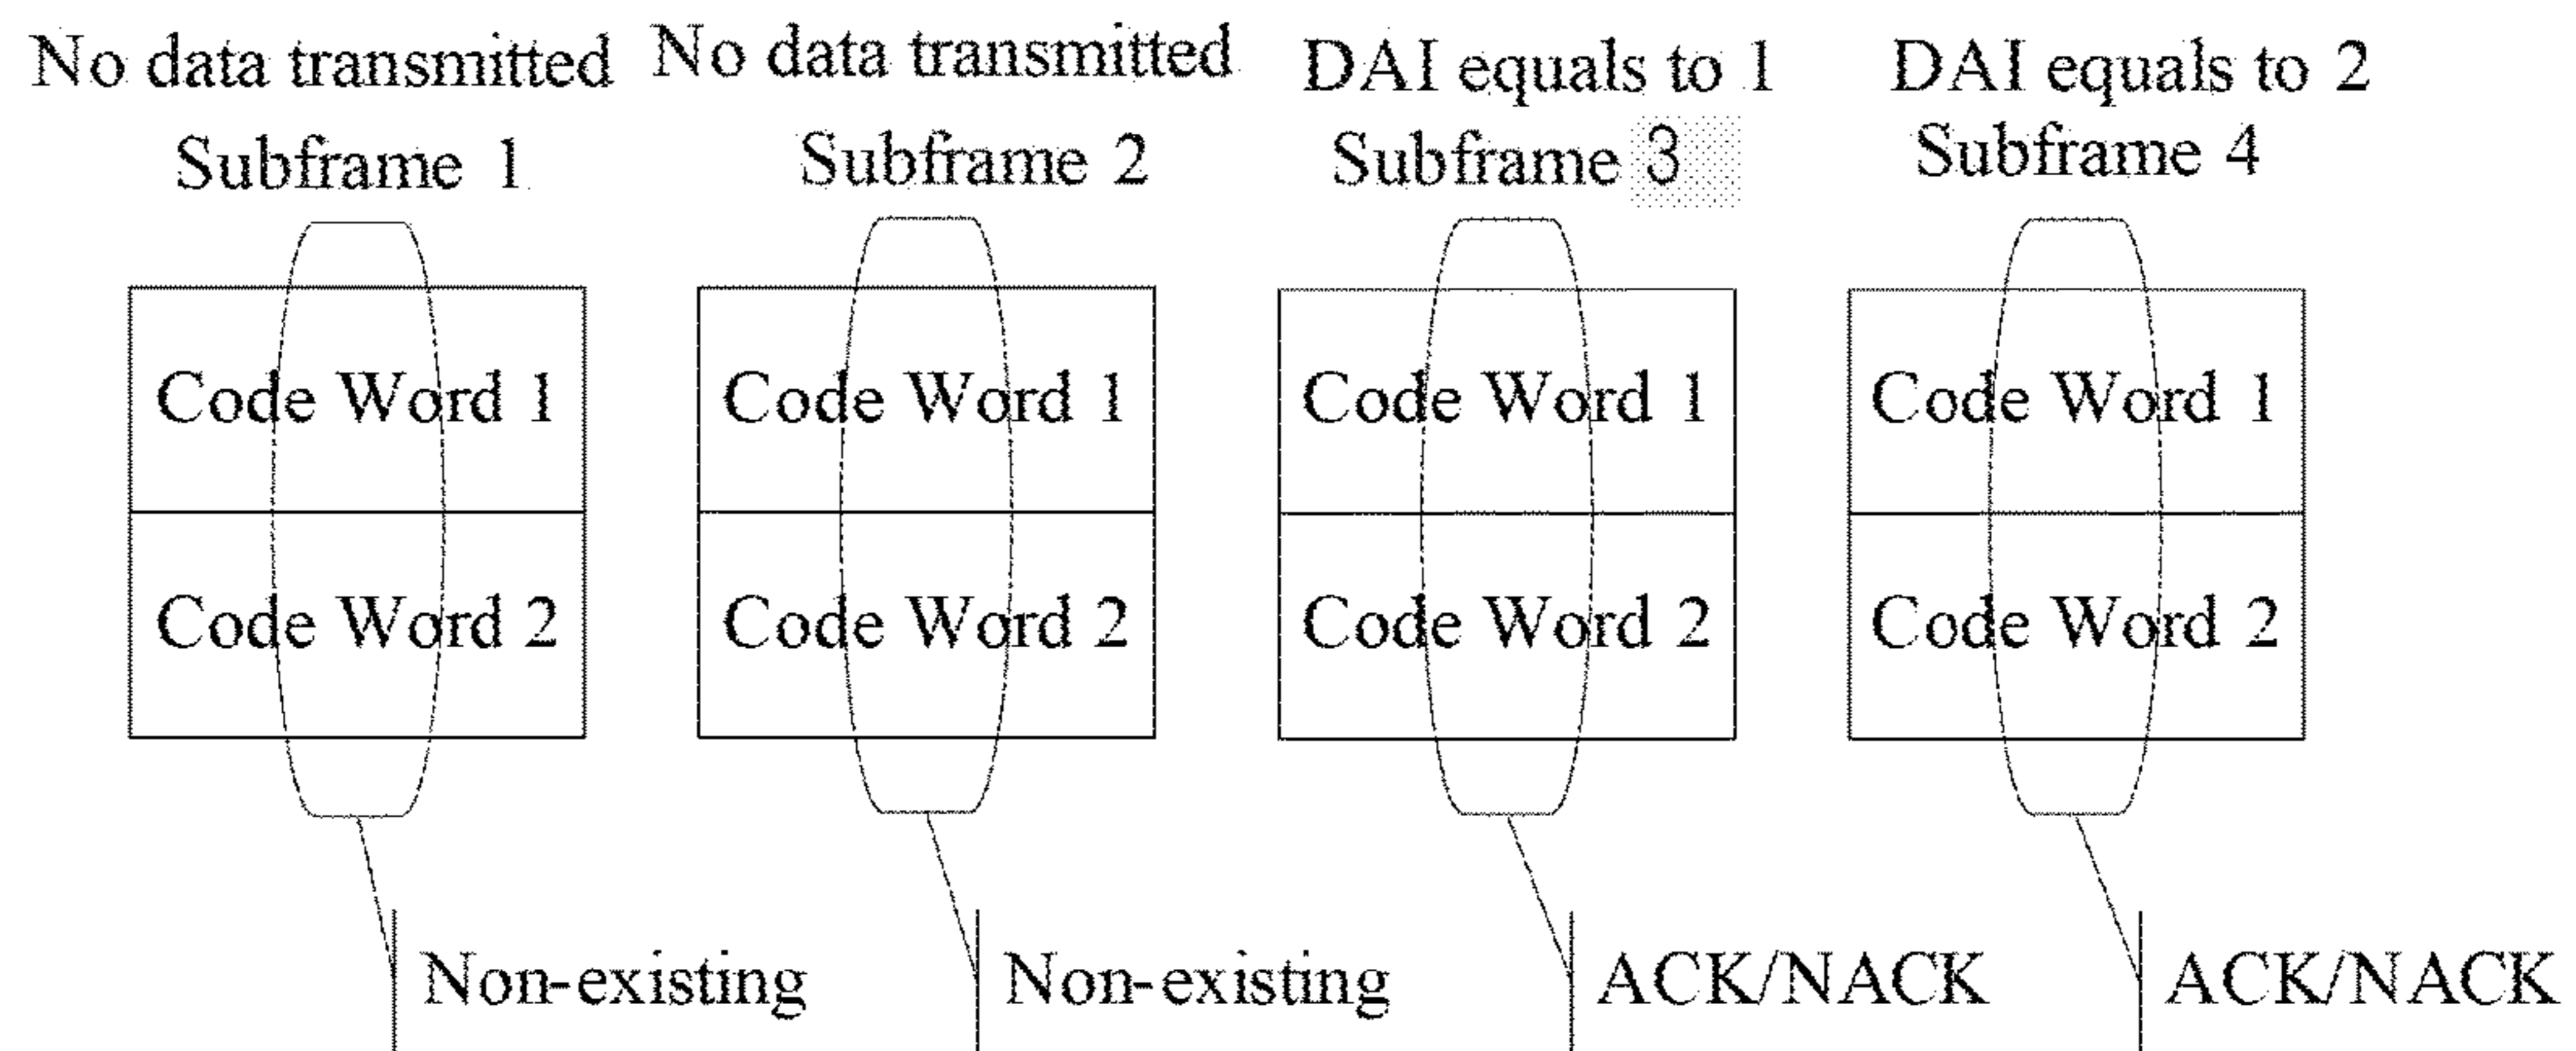 No data transmitted No data transmitted DAI equals to 1 DAI equals to 2
Subframe 1 Subframe 2 Subframe 3 Subframe 4
Code Word 1 Code Word 1 Code Word 1 Code Word 1
Code Word 2 Code Word 2 Code Word 2 Code Word 2
Non-existing Non-existing ACK/NACK ACK/NACK